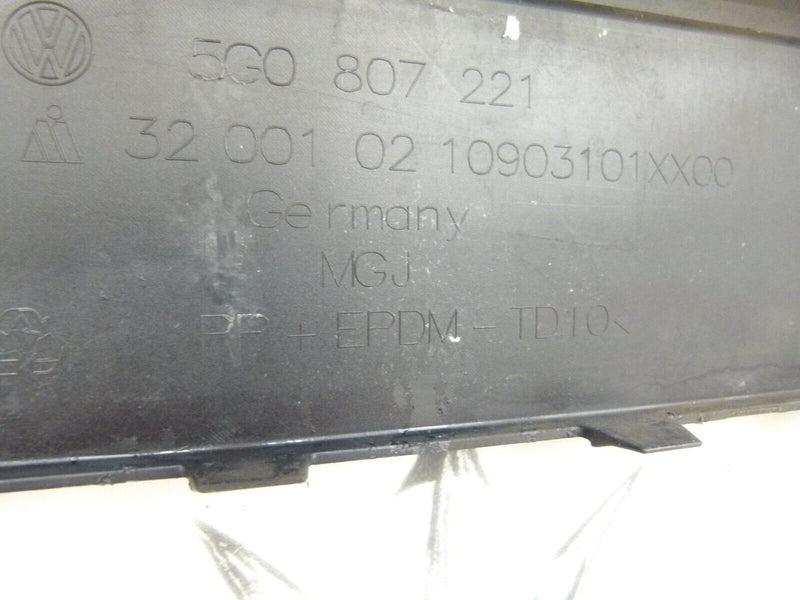 5G0 807 221
32 001 02 10903101XX00
Germany
MGJ
PP + EPDM - TD10<